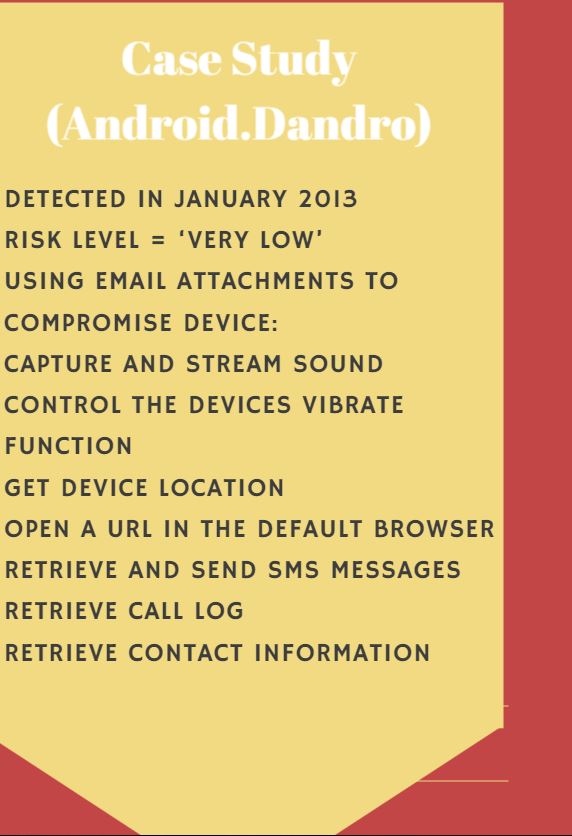 Case Study
(Android.Dandro)
DETECTED IN JANUARY 2013
RISK LEVEL = ‘VERY LOW’
USING EMAIL ATTACHMENTS TO
COMPROMISE DEVICE:
CAPTURE AND STREAM SOUND
CONTROL THE DEVICES VIBRATE
FUNCTION
GET DEVICE LOCATION
OPEN A URL IN THE DEFAULT BROWSER
RETRIEVE AND SEND SMS MESSAGES
RETRIEVE CALL LOG
RETRIEVE CONTACT INFORMATION